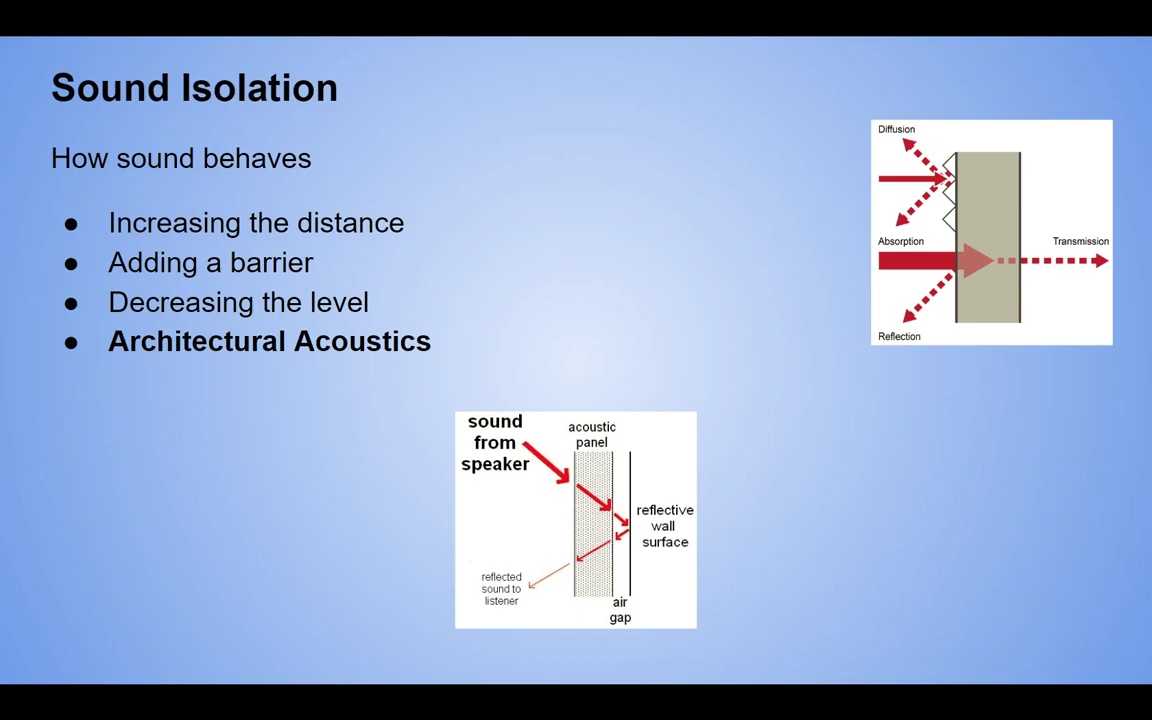 Sound Isolation
How sound behaves
● Increasing the distance
● Adding a barrier
● Decreasing the level
● Architectural Acoustics
Diffusion
Absorption
Transmission
Reflection
sound
from
speaker
acoustic
panel
reflective
wall
surface
reflected
sound to
listener
air
gap